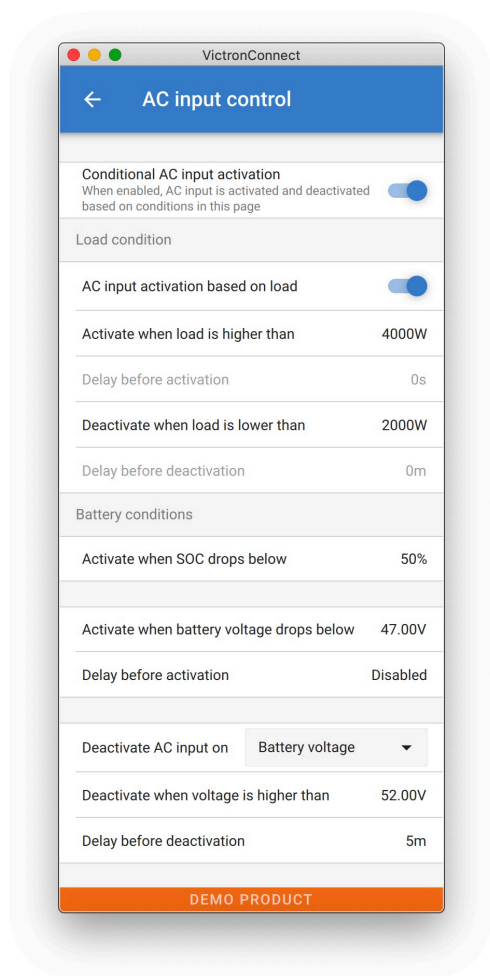 VictronConnect
AC input control
Conditional AC input activation
When enabled, AC input is activated and deactivated
based on conditions in this page
Load condition
AC input activation based on load
Activate when load is higher than 4000W
Delay before activation 0s
Deactivate when load is lower than 2000W
Delay before deactivation 0m
Battery conditions
Activate when SOC drops below 50%
Activate when battery voltage drops below 47.00V
Delay before activation Disabled
Deactivate AC input on Battery voltage
Deactivate when voltage is higher than 52.00V
Delay before deactivation 5m
DEMO PRODUCT